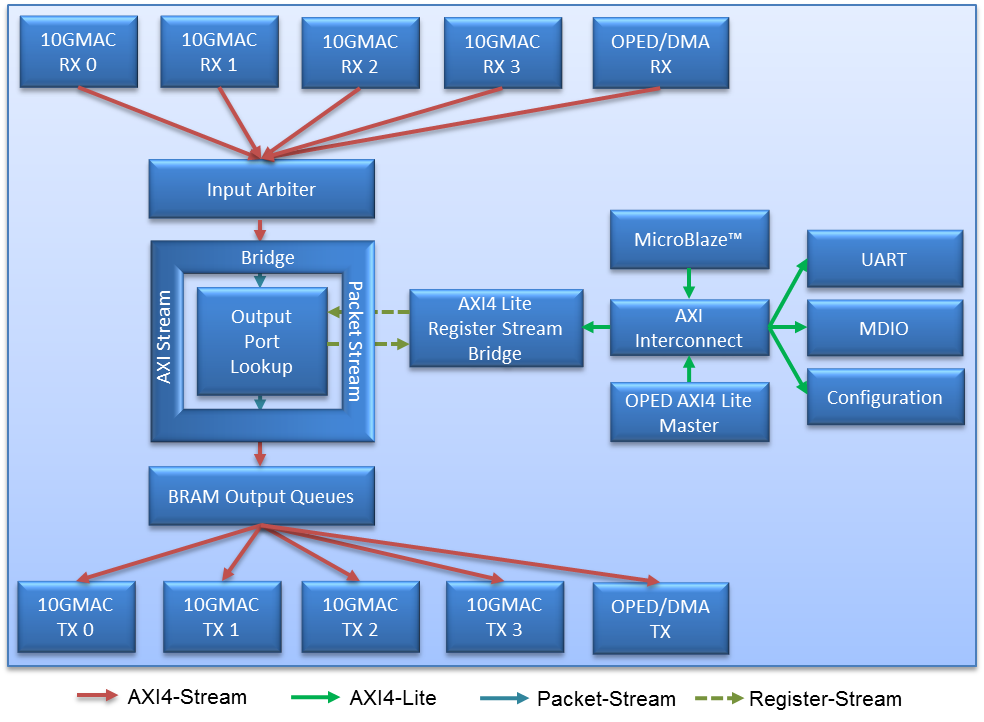 10GMAC
RX 0
10GMAC
RX 1
10GMAC
RX 2
10GMAC
RX 3
OPED/DMA
RX
Input Arbiter
Bridge
AXI Stream
Packet Stream
Output
Port
Lookup
AXI4 Lite
Register Stream
Bridge
MicroBlaze™
AXI
Interconnect
OPED AXI4 Lite
Master
UART
MDIO
Configuration
BRAM Output Queues
10GMAC
TX 0
10GMAC
TX 1
10GMAC
TX 2
10GMAC
TX 3
OPED/DMA
TX
AXI4-Stream
AXI4-Lite
Packet-Stream
Register-Stream